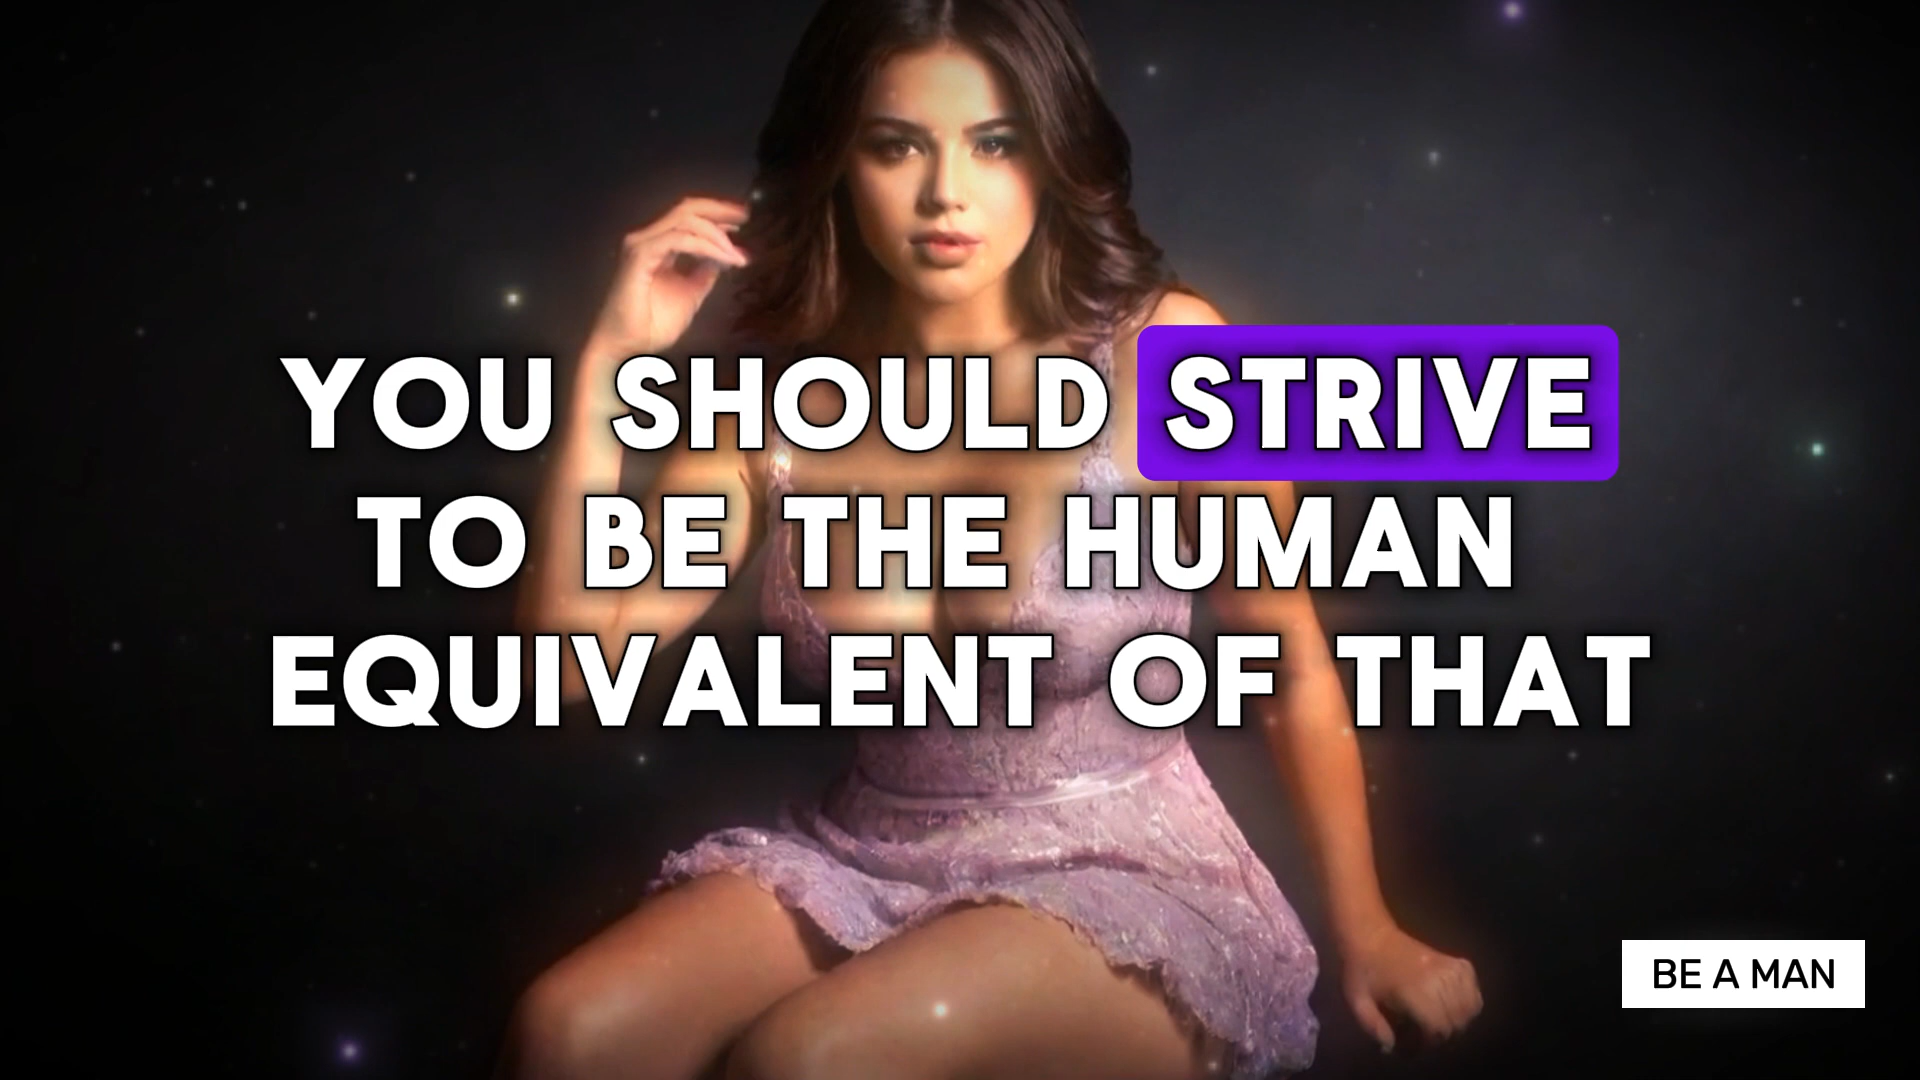 YOU SHOULD STRIVE
TO BE THE HUMAN
EQUIVALENT OF THAT
BE A MAN